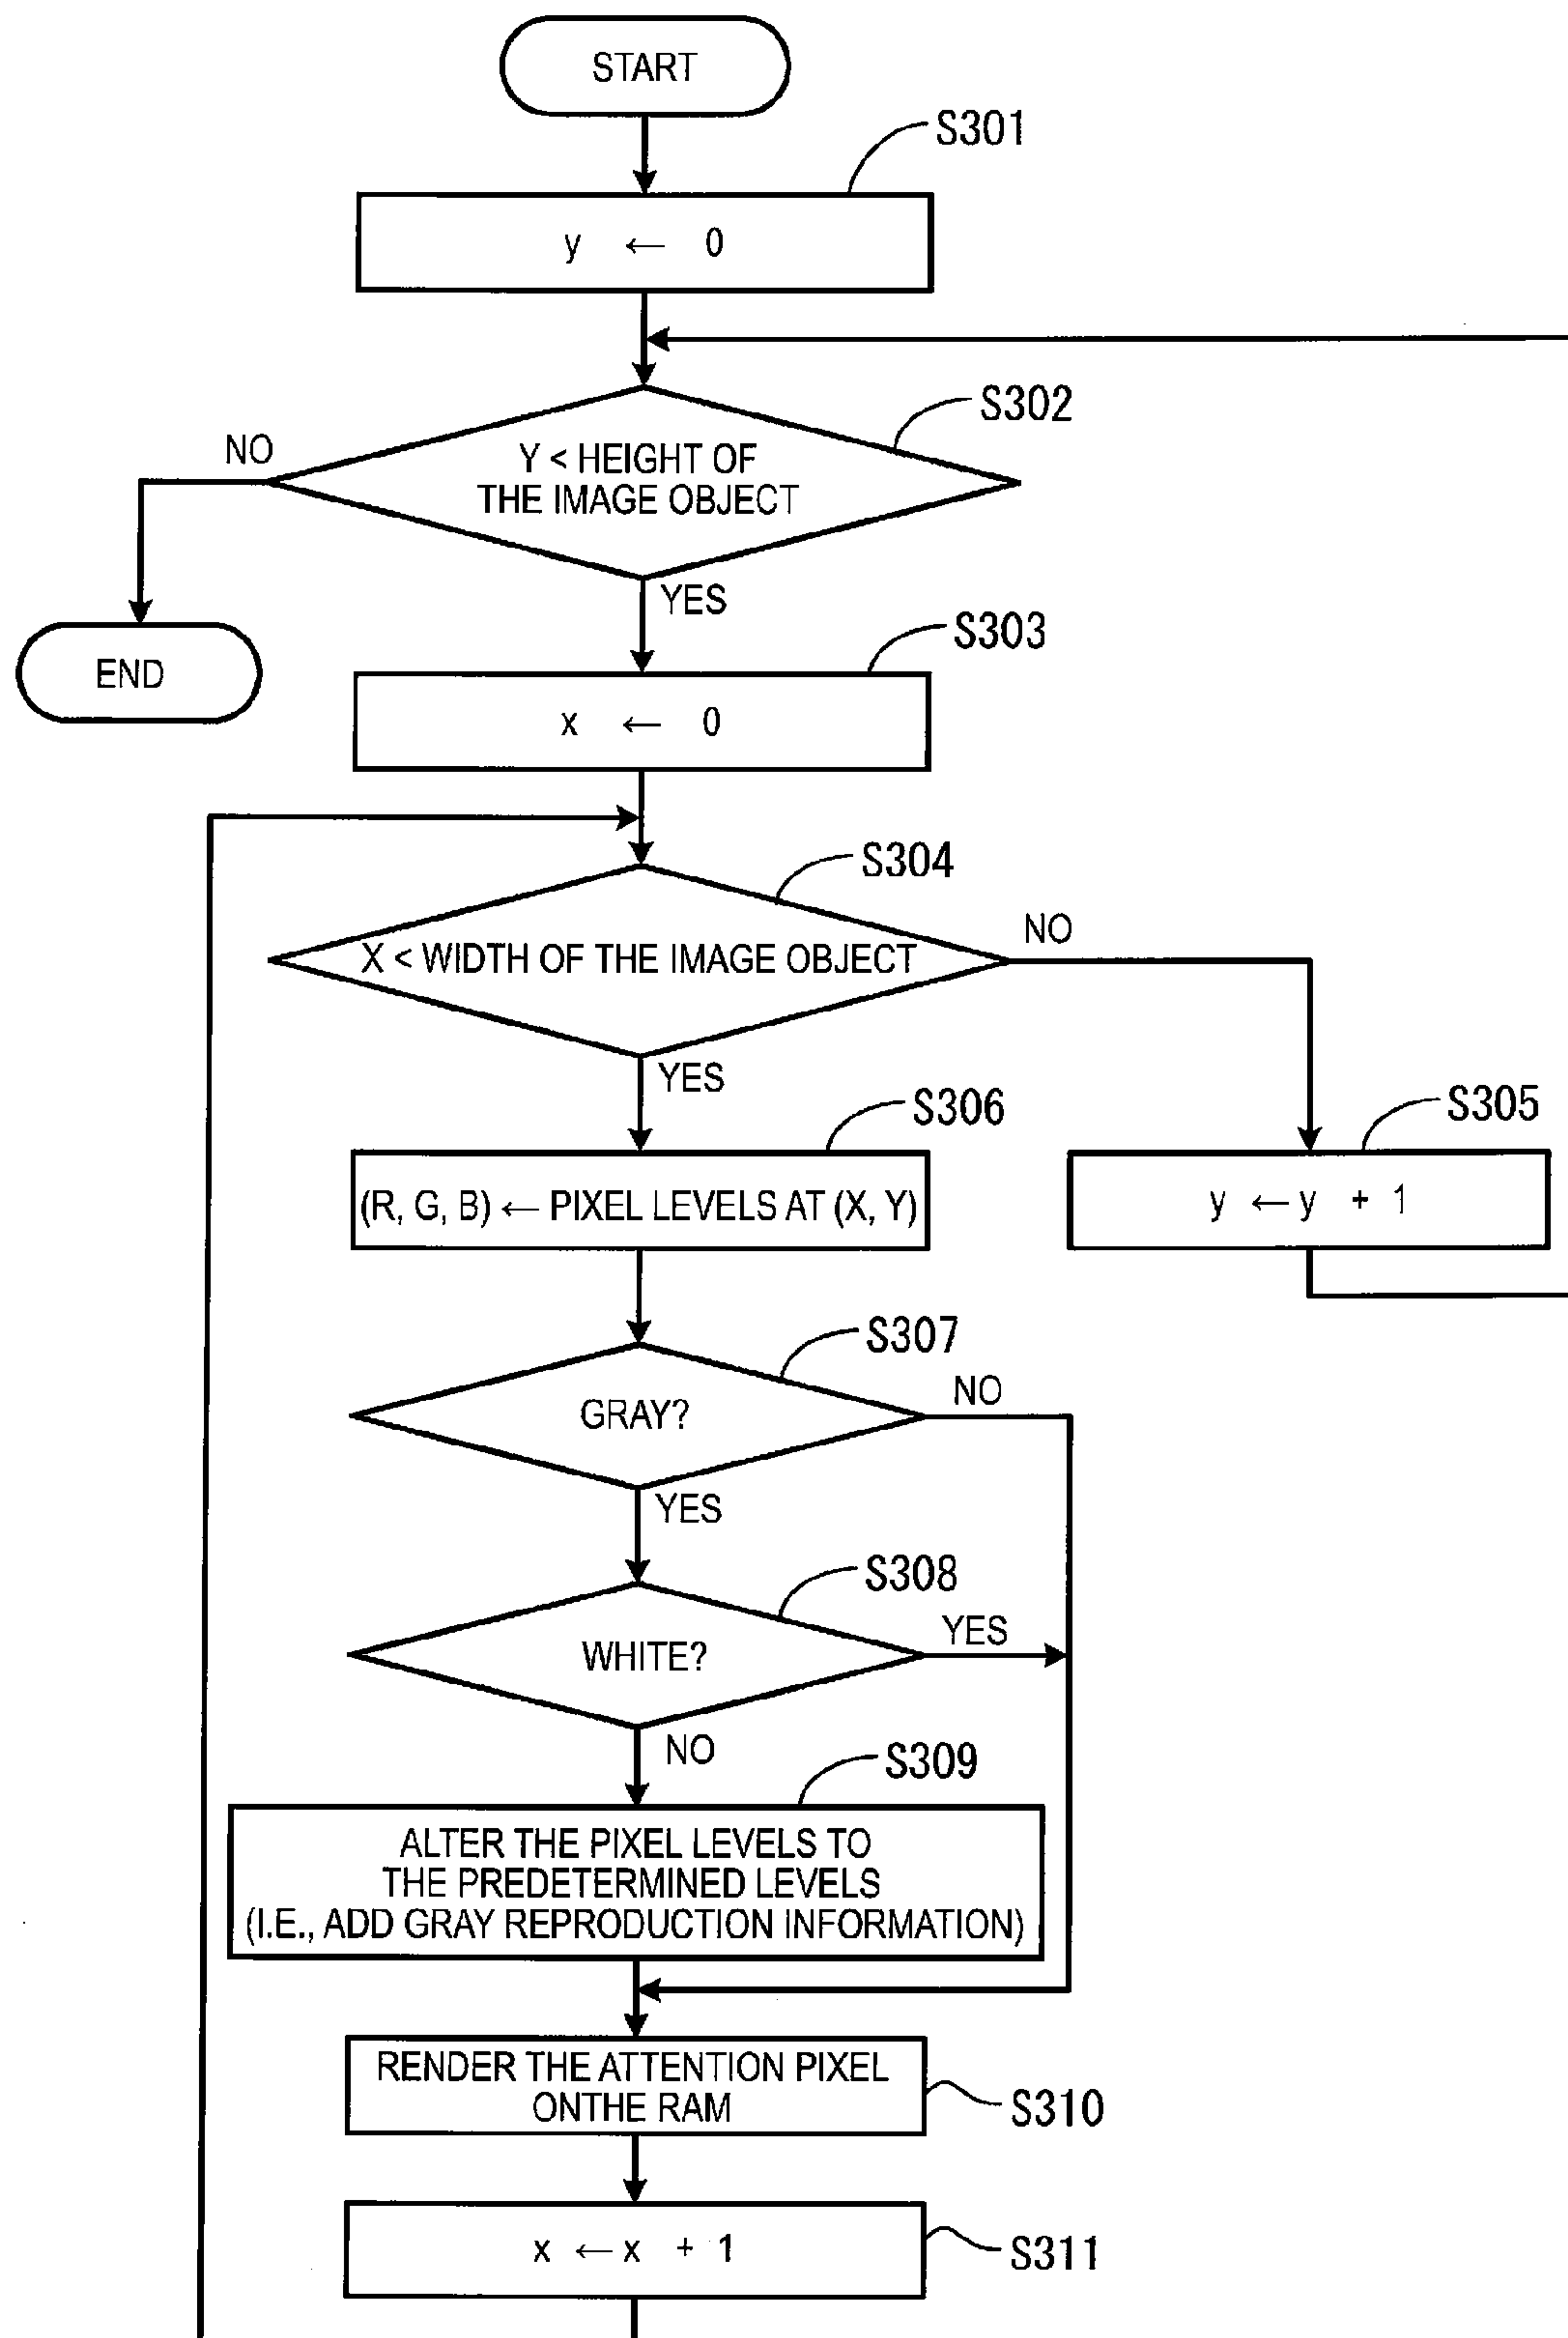 START
S301
y ← 0
S302
NO
Y < HEIGHT OF
THE IMAGE OBJECT
YES
S303
END
x ← 0
S304
NO
X < WIDTH OF THE IMAGE OBJECT
YES
S306
S305
(R, G, B) ← PIXEL LEVELS AT (X, Y)
y ← y + 1
S307
NO
GRAY?
YES
S308
YES
WHITE?
NO
S309
ALTER THE PIXEL LEVELS TO
THE PREDETERMINED LEVELS
(I.E., ADD GRAY REPRODUCTION INFORMATION)
RENDER THE ATTENTION PIXEL
ONTHE RAM
S310
x ← x + 1
S311